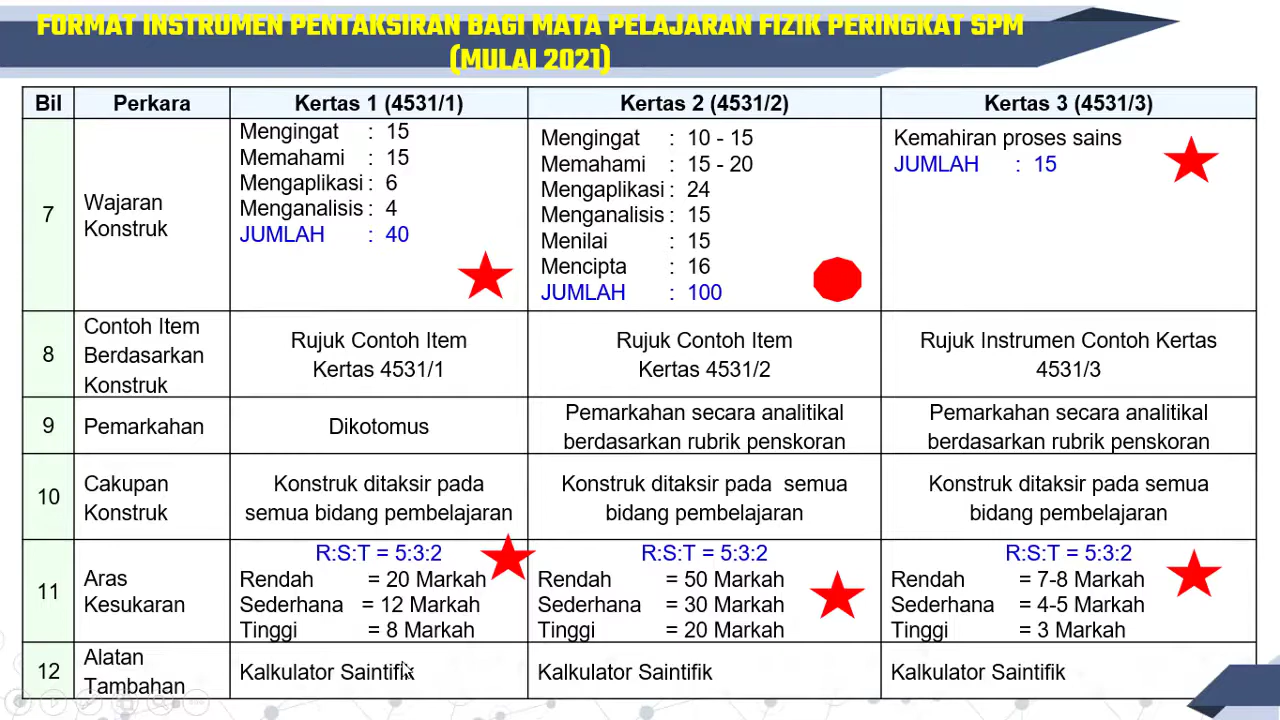 FORMAT INSTRUMEN PENTAKSIRAN BAGI MATA PELAJARAN FIZIK PERINGKAT SPM
(MULAI 2021)
Bil Perkara Kertas 1 (4531/1) Kertas 2 (4531/2) Kertas 3 (4531/3)
7
Wajaran
Konstruk
Mengingat : 15
Memahami : 15
Mengaplikasi : 6
Menganalisis : 4
JUMLAH : 40
Mengingat : 10 - 15
Memahami : 15 - 20
Mengaplikasi : 24
Menganalisis : 15
Menilai : 15
Mencipta : 16
JUMLAH : 100
Kemahiran proses sains
JUMLAH : 15
8
Contoh Item
Berdasarkan
Konstruk
Rujuk Contoh Item
Kertas 4531/1
Rujuk Contoh Item
Kertas 4531/2
Rujuk Instrumen Contoh Kertas
4531/3
9
Pemarkahan
Dikotomus
Pemarkahan secara analitikal
berdasarkan rubrik penskoran
Pemarkahan secara analitikal
berdasarkan rubrik penskoran
10
Cakupan
Konstruk
Konstruk ditaksir pada
semua bidang pembelajaran
Konstruk ditaksir pada semua
bidang pembelajaran
Konstruk ditaksir pada semua
bidang pembelajaran
11
Aras
Kesukaran
R:S:T = 5:3:2
Rendah = 20 Markah
Sederhana = 12 Markah
Tinggi = 8 Markah
R:S:T = 5:3:2
Rendah = 50 Markah
Sederhana = 30 Markah
Tinggi = 20 Markah
R:S:T = 5:3:2
Rendah = 7-8 Markah
Sederhana = 4-5 Markah
Tinggi = 3 Markah
12
Alatan
Tambahan
Kalkulator Saintifik
Kalkulator Saintifik
Kalkulator Saintifik